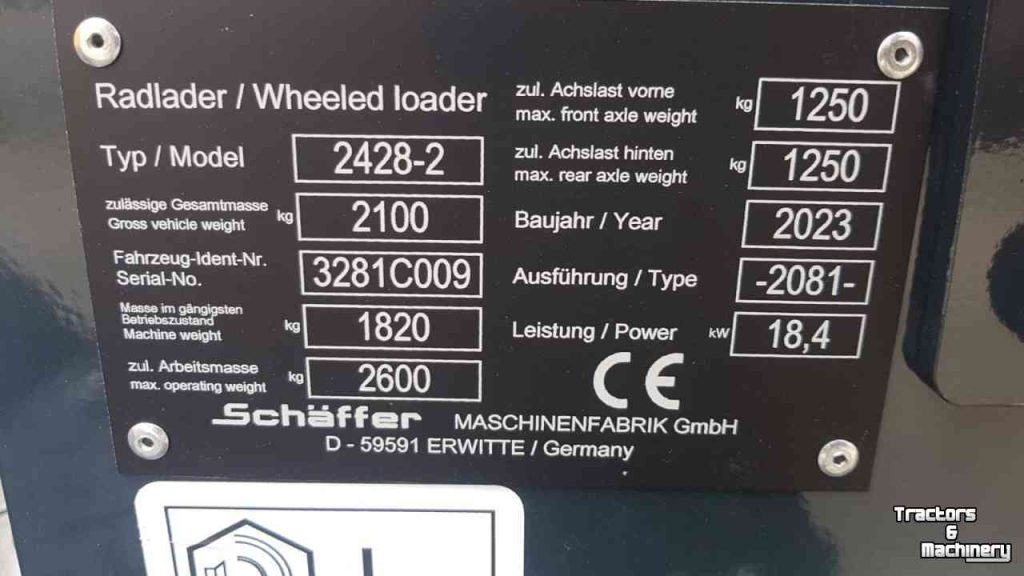 Radlader / Wheeled loader
Typ / Model 2428-2
zulässige Gesamtmasse
Gross vehicle weight kg 2100
Fahrzeug-Ident-Nr.
Serial-No. 3281C009
Masse im gängigsten
Betriebszustand
Machine weight kg 1820
zul. Arbeitsmasse
max. operating weight kg 2600
zul. Achslast vorne
max. front axle weight kg 1250
zul. Achslast hinten
max. rear axle weight kg 1250
Baujahr / Year 2023
Ausführung / Type -2081-
Leistung / Power kW 18,4
CE
Schäffer MASCHINENFABRIK GmbH
D - 59591 ERWITTE / Germany
Tractors
&
Machinery